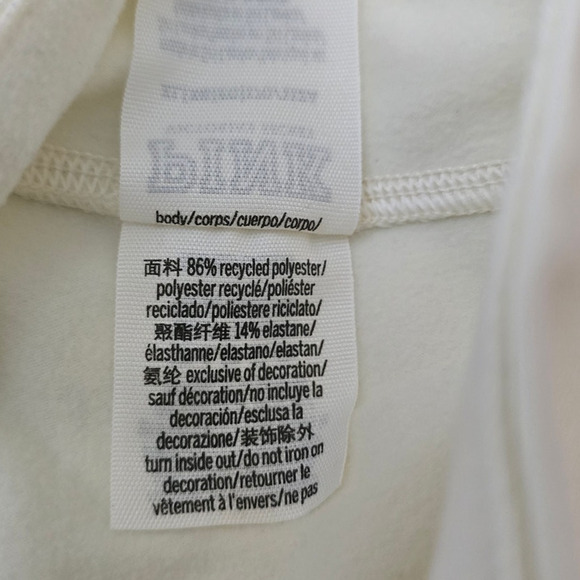 PINK
body/corps/cuerpo/corpo/
面料 86% recycled polyester/
polyester recyclé/poliéster
reciclado/poliestere riciclato/
聚酯纤维 14% elastane/
élasthanne/elastano/elastan/
氨纶 exclusive of decoration/
sauf décoration/no incluye la
decoración/esclusa la
decorazione/装饰除外
turn inside out/do not iron on
decoration/retourner le
vêtement à l'envers/ne pas